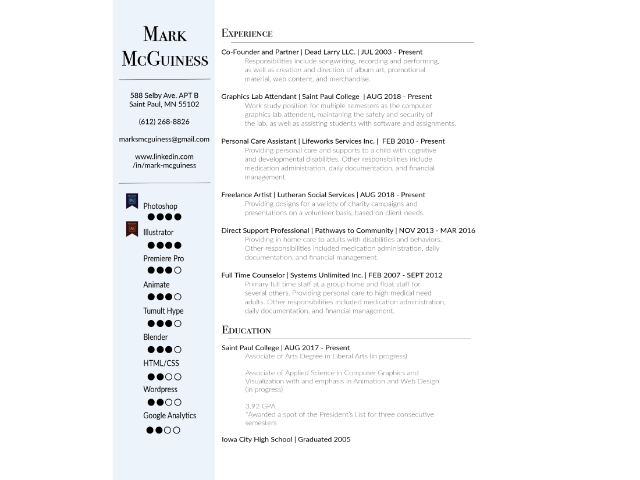 Mark
McGuiness
588 Selby Ave. APT B
Saint Paul, MN 55102
(612) 268-8826
marksmcguiness@gmail.com
www.linkedin.com
/in/mark-mcguiness
Photoshop
Illustrator
Premiere Pro
Animate
Tumult Hype
Blender
HTML/CSS
Wordpress
Google Analytics
Experience
Co-Founder and Partner | Dead Larry LLC. | JUL 2003 - Present
Responsibilities include songwriting, recording and performing,
as well as creation and direction of album art, promotional
material, web content, and merchandise.
Graphics Lab Attendant | Saint Paul College | AUG 2018 - Present
Work study position for multiple semesters as the computer
graphics lab attendant, maintaining the safety and security of
the lab, as well as assisting students with software and assignments.
Personal Care Assistant | Lifeworks Services Inc. | FEB 2010 - Present
Providing personal care and supports to a child with cognitive
and developmental disabilities. Other responsibilities include
medication administration, daily documentation, and financial
management.
Freelance Artist | Lutheran Social Services | AUG 2018 - Present
Providing designs for a variety of charity campaigns and
presentations on a volunteer basis, based on client needs.
Direct Support Professional | Pathways to Community | NOV 2013 - MAR 2016
Providing in home care to adults with disabilities and behaviors.
Other responsibilities included medication administration, daily
documentation, and financial management.
Full Time Counselor | Systems Unlimited Inc. | FEB 2007 - SEPT 2012
Primary full time staff at a group home and float staff for
several others. Providing personal care to high medical need
adults. Other responsibilities included medication administration,
daily documentation, and financial management.
Education
Saint Paul College | AUG 2017 - Present
Associate of Arts Degree in Liberal Arts (in progress)
Associate of Applied Science in Computer Graphics and
Visualization with and emphasis in Animation and Web Design
(in progress)
3.92 GPA
*Awarded a spot of the President's List for three consecutive
semesters
Iowa City High School | Graduated 2005